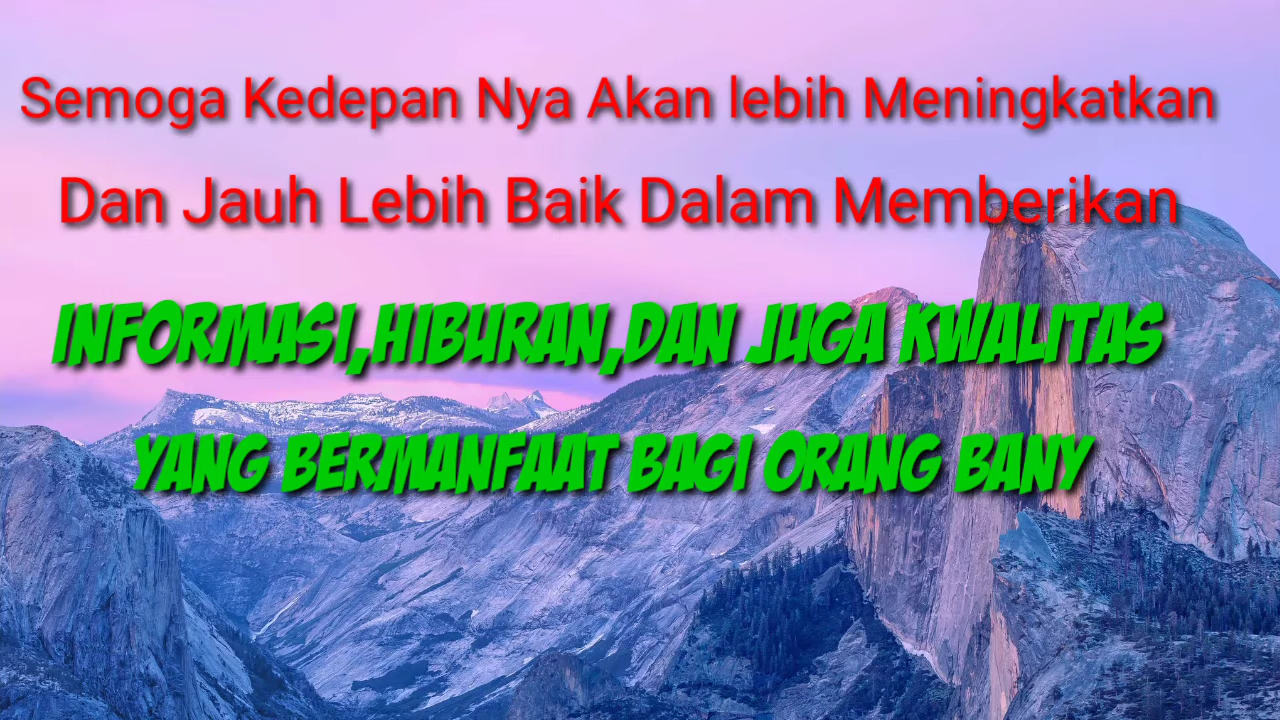 Semoga Kedepan Nya Akan lebih Meningkatkan
Dan Jauh Lebih Baik Dalam Memberikan
INFORMASI,HIBURAN,DAN JUGA KWALITAS
YANG BERMANFAAT BAGI ORANG BANY